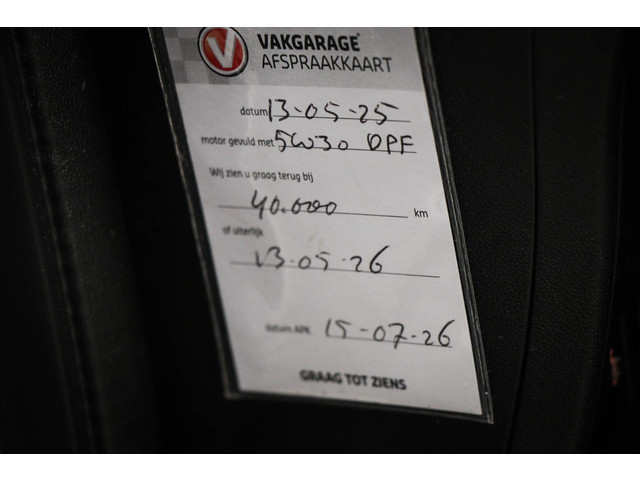 V VAKGARAGE
AFSPRAAKKAART
datum 13-05-25
motor gevuld met 5W30 DPF
Wij zien u graag terug bij
40.000 km
of uiterlijk
13-05-26
datum APK 15-07-26
GRAAG TOT ZIENS